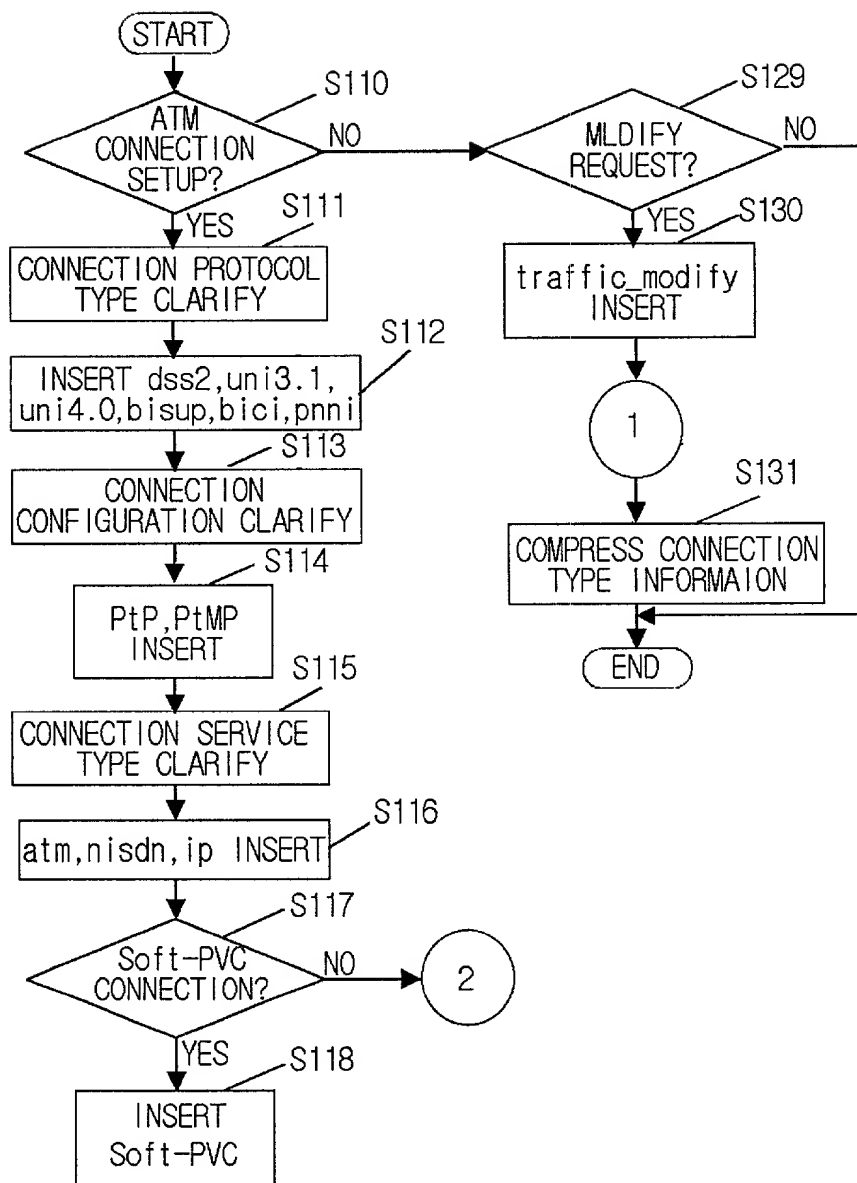 START
S110
ATM
CONNECTION
SETUP?
NO
YES
S111
CONNECTION PROTOCOL
TYPE CLARIFY
S112
INSERT dss2,uni3.1,
uni4.0,bisup,bici,pnni
S113
CONNECTION
CONFIGURATION CLARIFY
S114
PtP,PtMP
INSERT
S115
CONNECTION SERVICE
TYPE CLARIFY
S116
atm,nisdn,ip INSERT
S117
Soft-PVC
CONNECTION?
NO
2
YES
S118
INSERT
Soft-PVC
S129
MLDIFY
REQUEST?
NO
YES
S130
traffic_modify
INSERT
1
S131
COMPRESS CONNECTION
TYPE INFORMAION
END